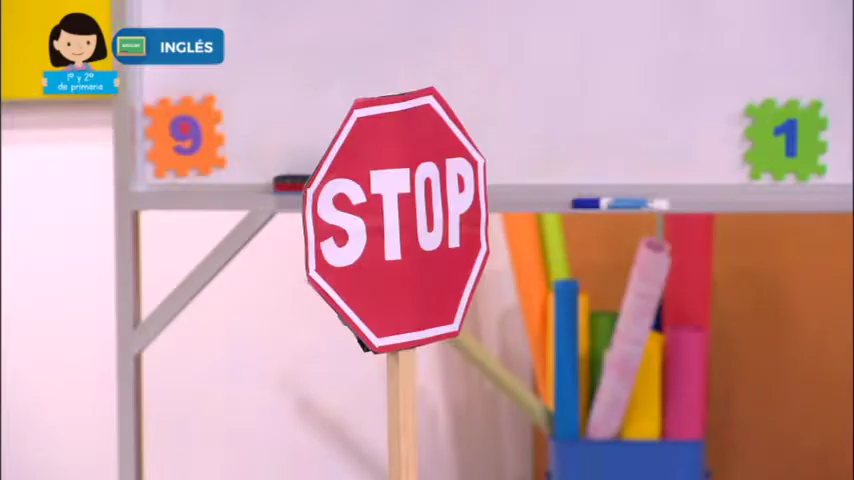 INGLÉS
1º y 2º
de primaria
9
1
STOP